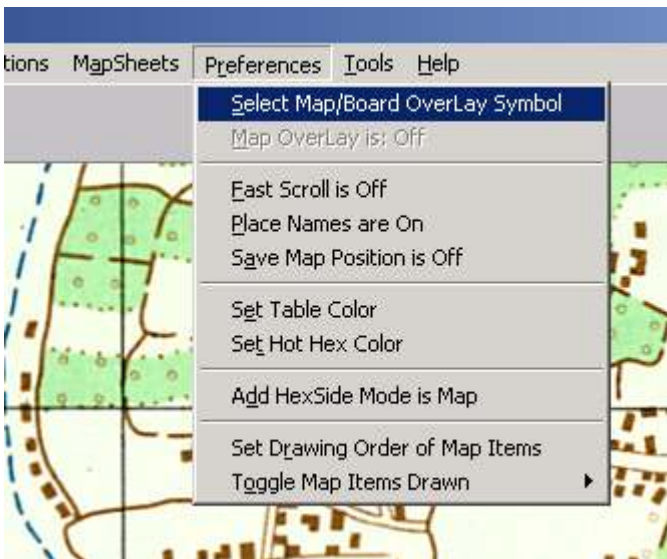 tions MapSheets Preferences Tools Help
Select Map/Board OverLay Symbol
Map OverLay is: Off
Fast Scroll is Off
Place Names are On
Save Map Position is Off
Set Table Color
Set Hot Hex Color
Add HexSide Mode is Map
Set Drawing Order of Map Items
Toggle Map Items Drawn